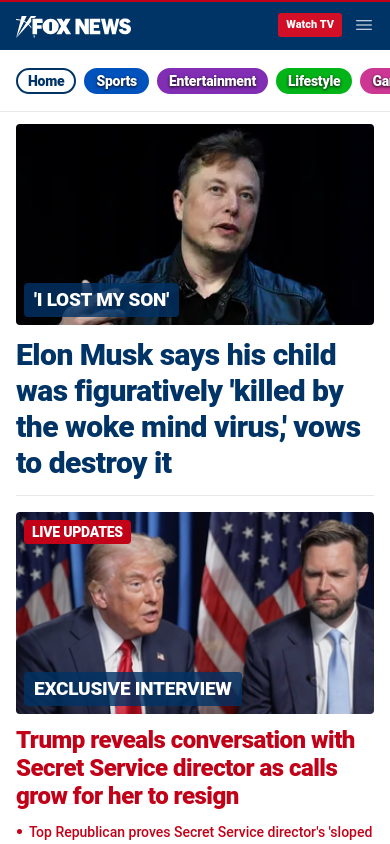 FOX NEWS
Watch TV
Home
Sports
Entertainment
Lifestyle
Ga
'I LOST MY SON'
Elon Musk says his child
was figuratively 'killed by
the woke mind virus,' vows
to destroy it
LIVE UPDATES
EXCLUSIVE INTERVIEW
Trump reveals conversation with
Secret Service director as calls
grow for her to resign
• Top Republican proves Secret Service director's 'sloped